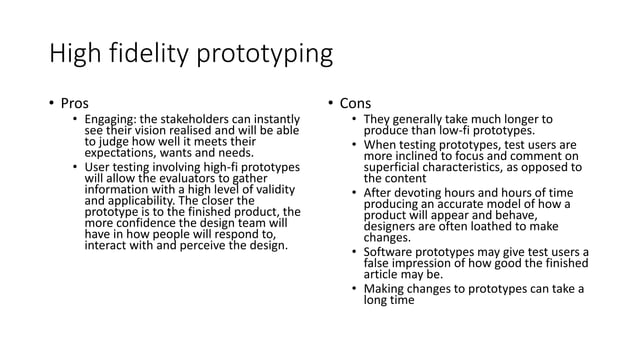 High fidelity prototyping
• Pros
• Engaging: the stakeholders can instantly
see their vision realised and will be able
to judge how well it meets their
expectations, wants and needs.
• User testing involving high-fi prototypes
will allow the evaluators to gather
information with a high level of validity
and applicability. The closer the
prototype is to the finished product, the
more confidence the design team will
have in how people will respond to,
interact with and perceive the design.
• Cons
• They generally take much longer to
produce than low-fi prototypes.
• When testing prototypes, test users are
more inclined to focus and comment on
superficial characteristics, as opposed to
the content
• After devoting hours and hours of time
producing an accurate model of how a
product will appear and behave,
designers are often loathed to make
changes.
• Software prototypes may give test users a
false impression of how good the finished
article may be.
• Making changes to prototypes can take a
long time